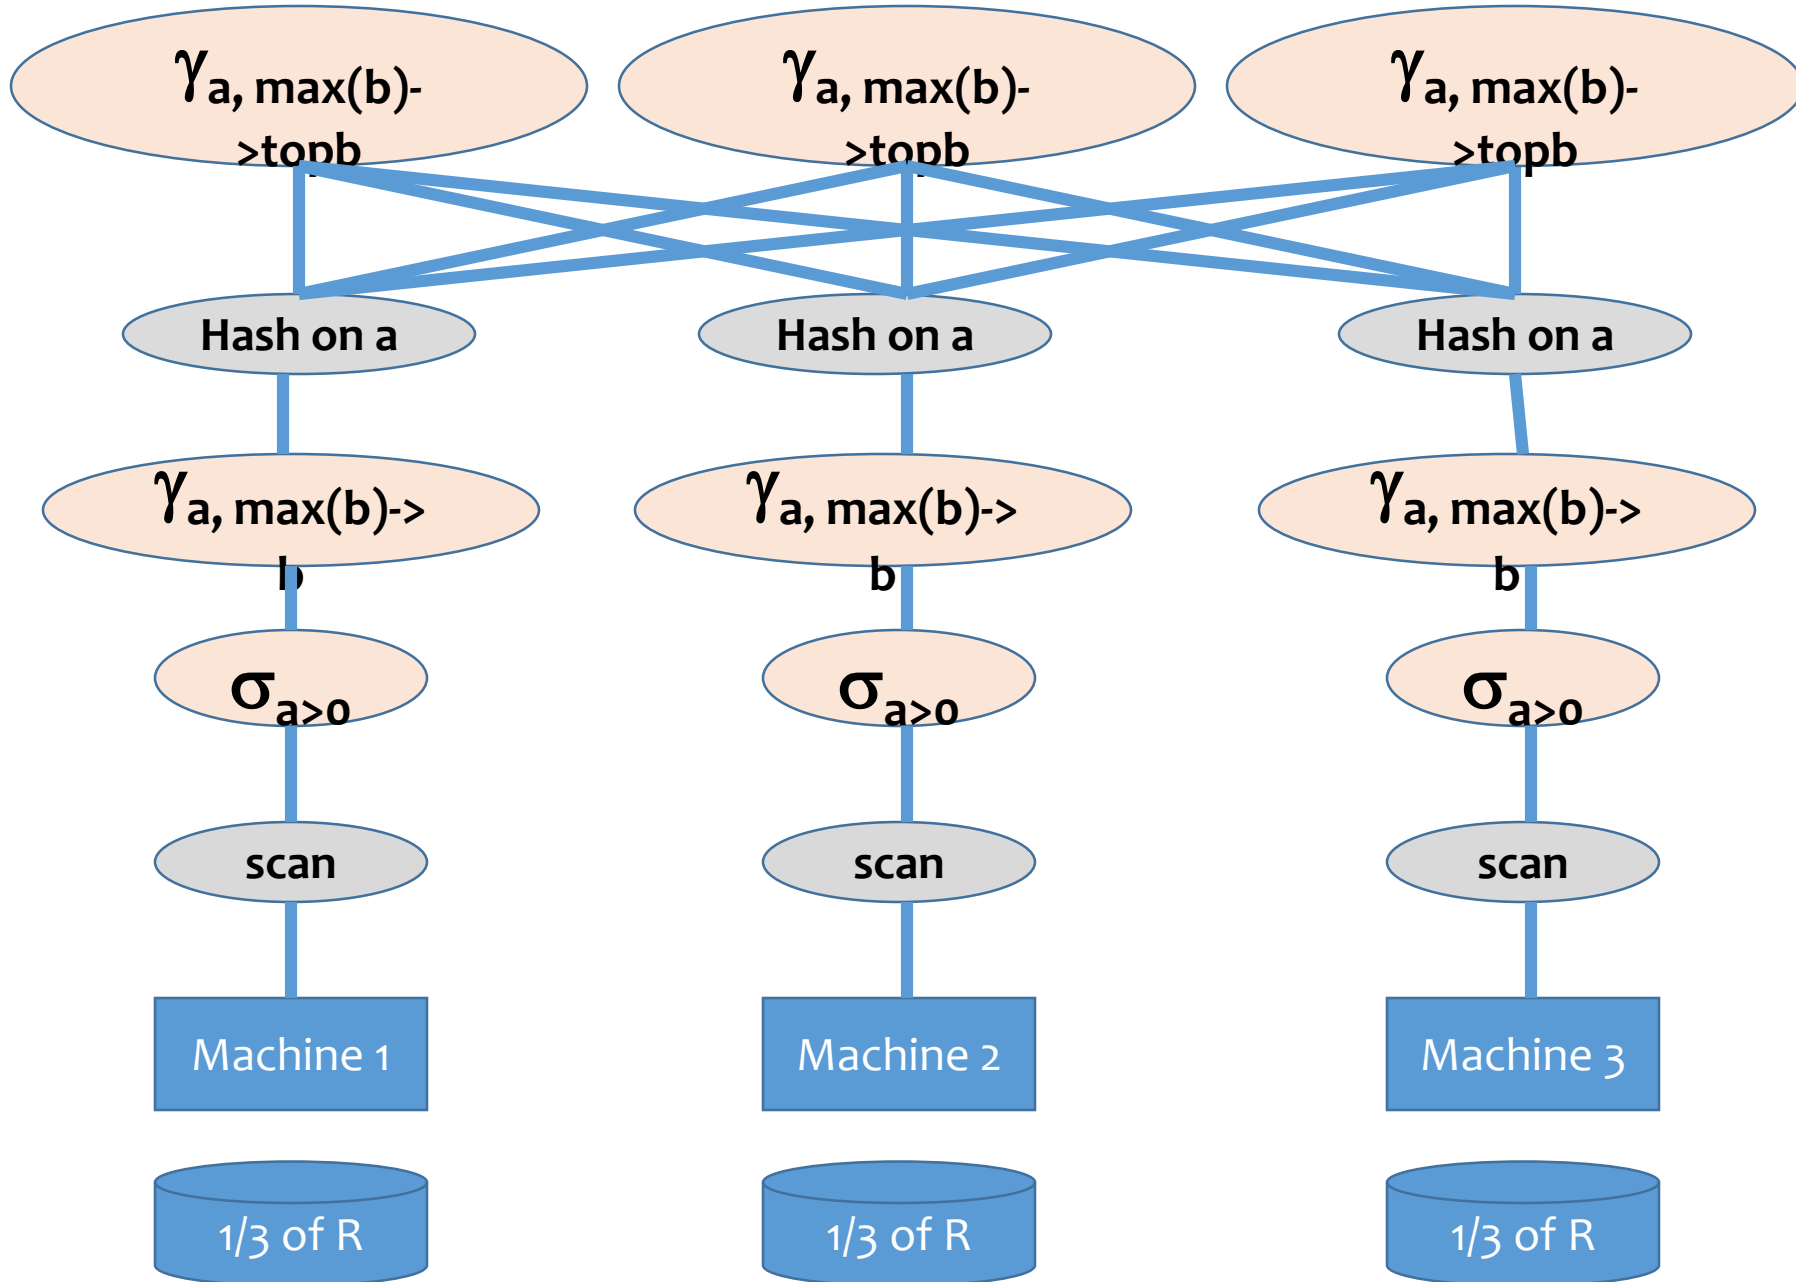 γa, max(b)-
>topb
γa, max(b)-
>topb
γa, max(b)-
>topb
Hash on a
Hash on a
Hash on a
γa, max(b)->
b
γa, max(b)->
b
γa, max(b)->
b
σa>0
σa>0
σa>0
scan
scan
scan
Machine 1
Machine 2
Machine 3
1/3 of R
1/3 of R
1/3 of R